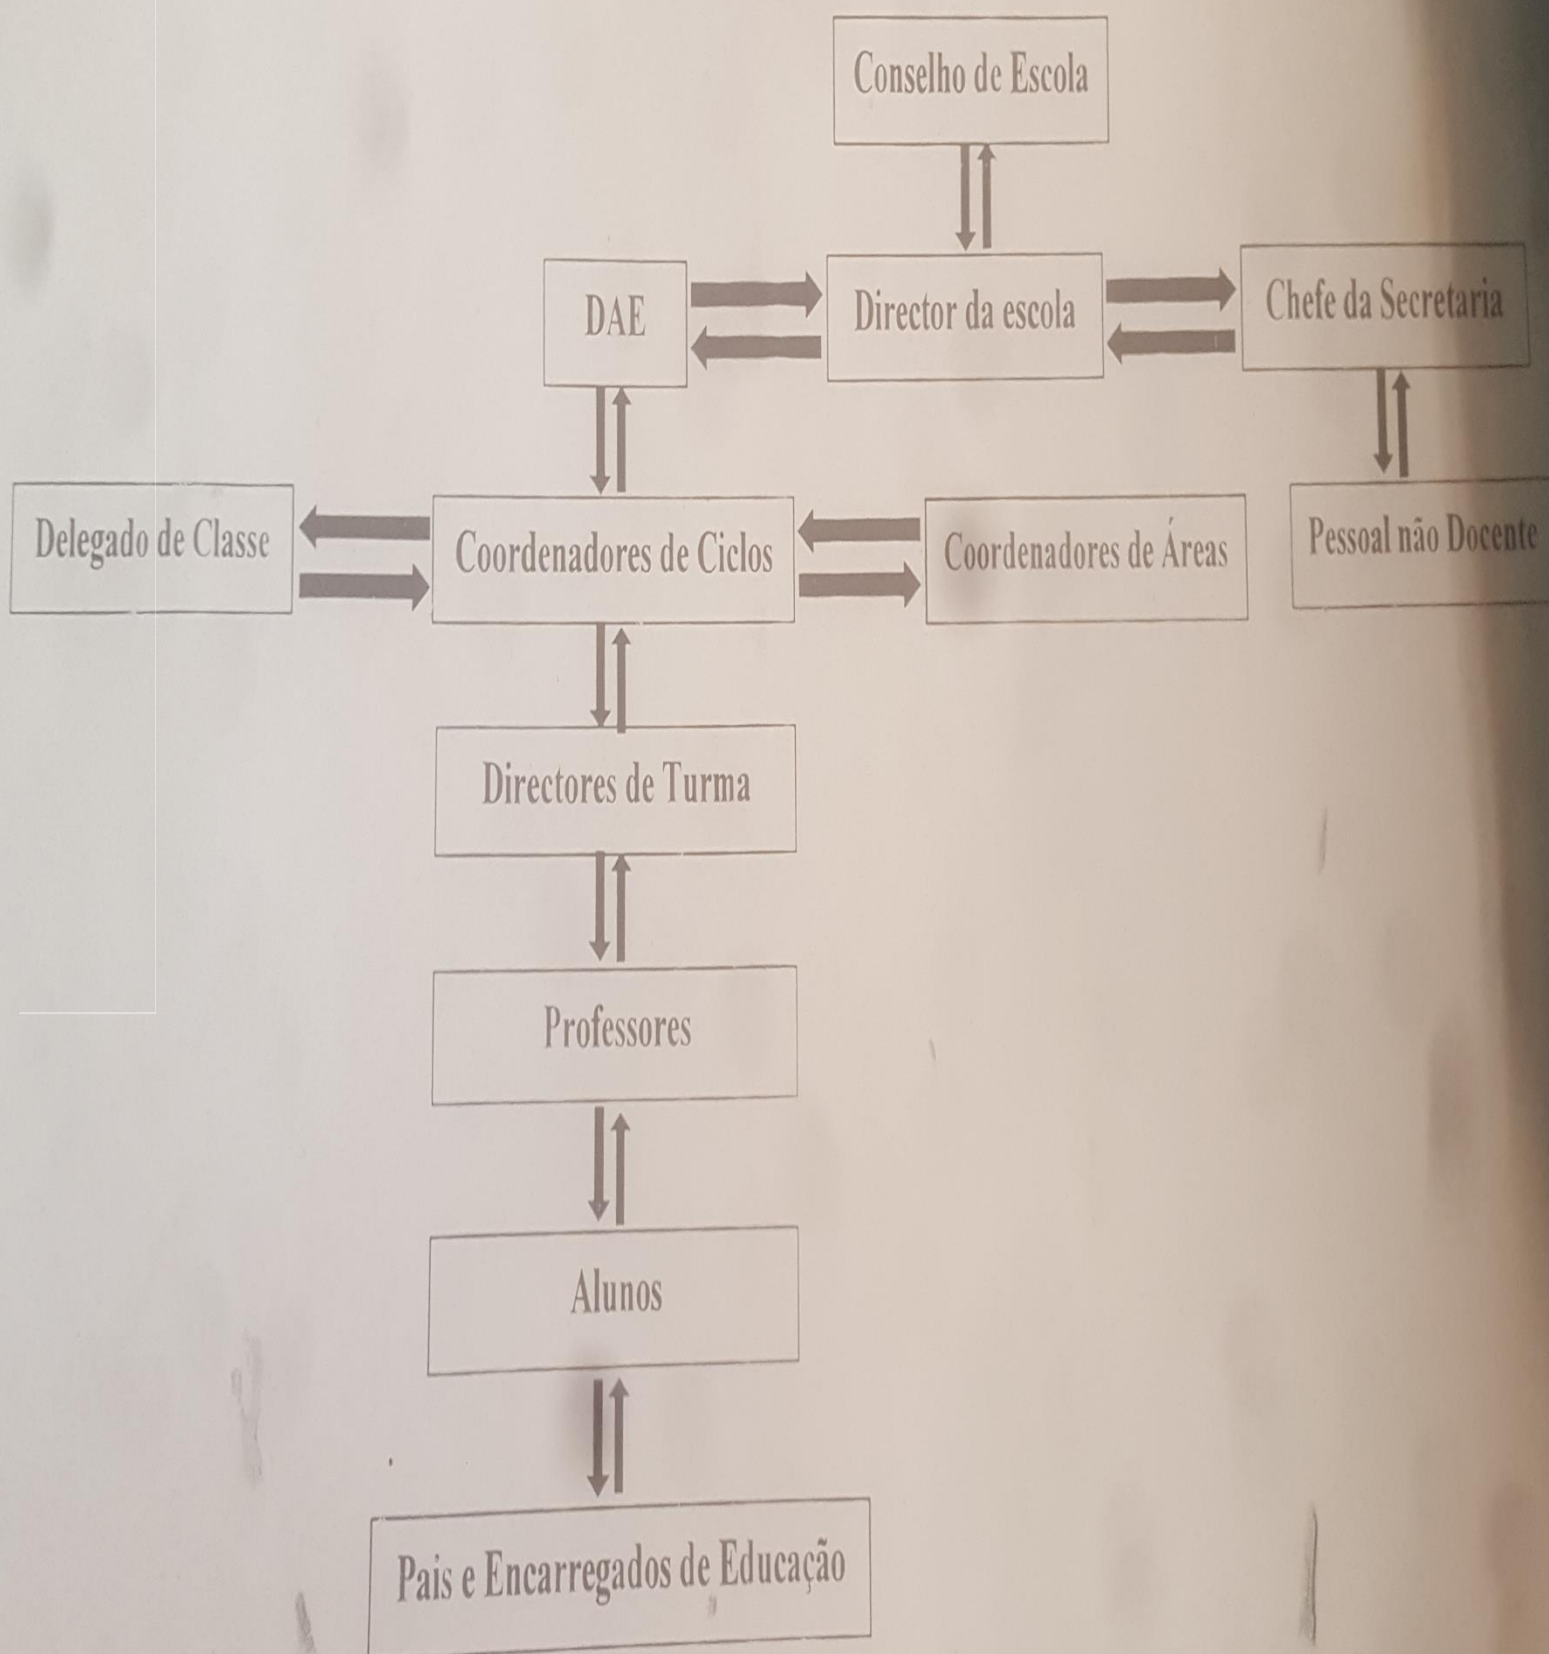 Conselho de Escola
DAE
Director da escola
Chefe da Secretaria
Delegado de Classe
Coordenadores de Ciclos
Coordenadores de Áreas
Pessoal não Docente
Directores de Turma
Professores
Alunos
Pais e Encarregados de Educação